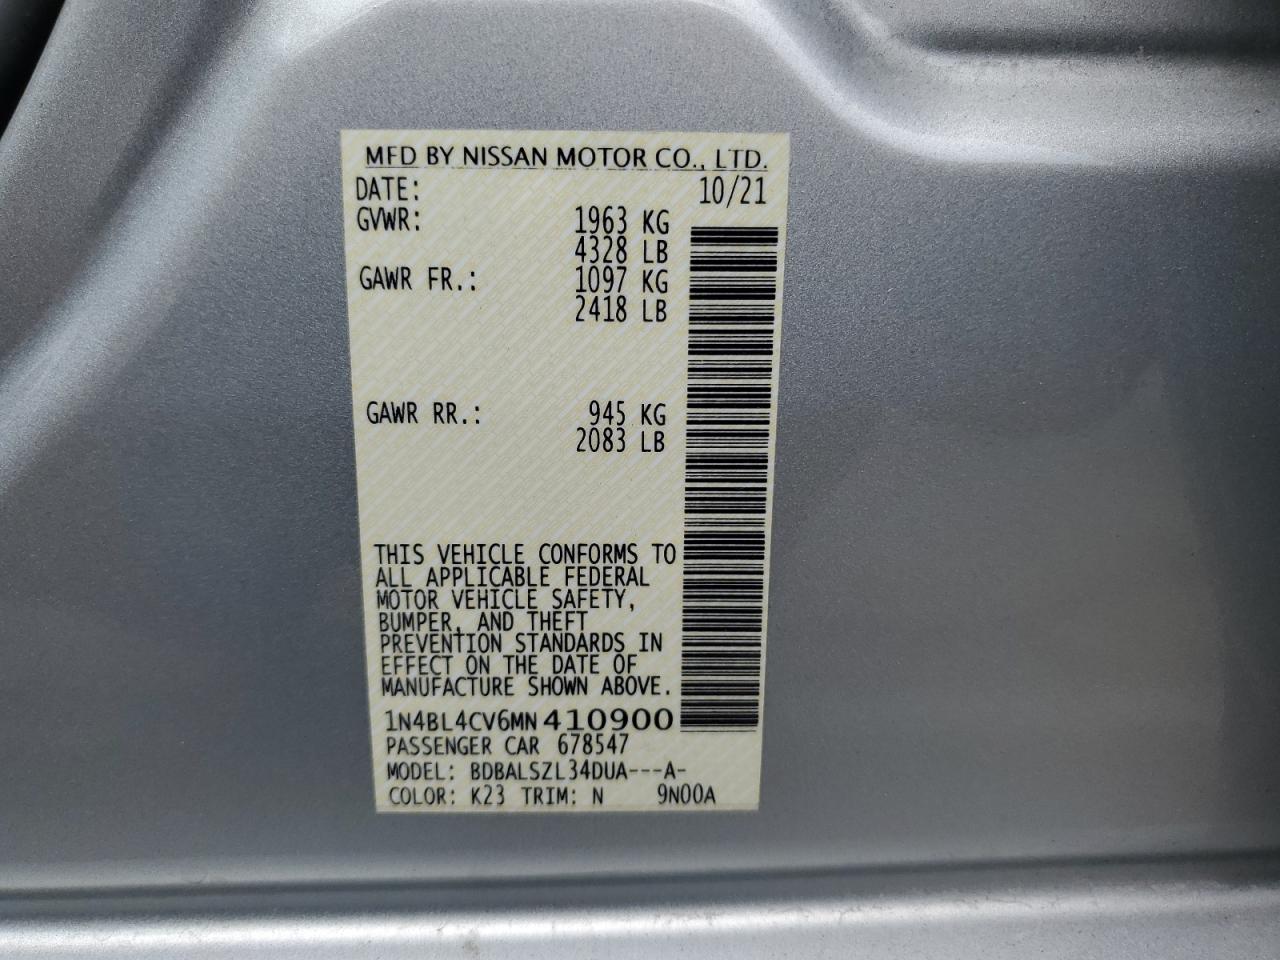 MFD BY NISSAN MOTOR CO., LTD.
DATE: 10/21
GVWR: 1963 KG
4328 LB
GAWR FR.: 1097 KG
2418 LB
GAWR RR.: 945 KG
2083 LB
THIS VEHICLE CONFORMS TO
ALL APPLICABLE FEDERAL
MOTOR VEHICLE SAFETY,
BUMPER, AND THEFT
PREVENTION STANDARDS IN
EFFECT ON THE DATE OF
MANUFACTURE SHOWN ABOVE.
1N4BL4CV6MN410900
PASSENGER CAR 678547
MODEL: BDBALSZL34DUA---A-
COLOR: K23 TRIM: N 9N00A